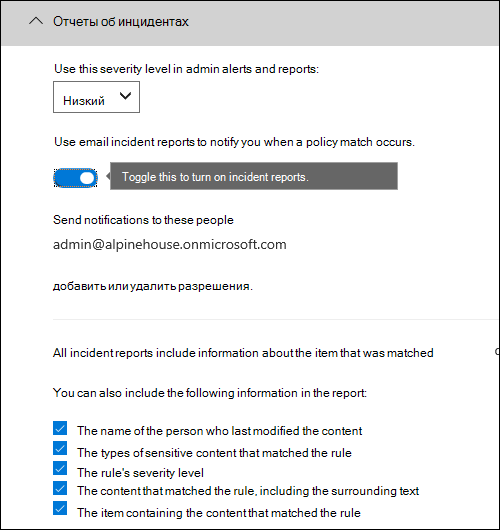 Отчеты об инцидентах
Use this severity level in admin alerts and reports:
Низкий
Use email incident reports to notify you when a policy match occurs.
Toggle this to turn on incident reports.
Send notifications to these people
admin@alpinehouse.onmicrosoft.com
добавить или удалить разрешения.
All incident reports include information about the item that was matched
You can also include the following information in the report:
The name of the person who last modified the content
The types of sensitive content that matched the rule
The rule's severity level
The content that matched the rule, including the surrounding text
The item containing the content that matched the rule